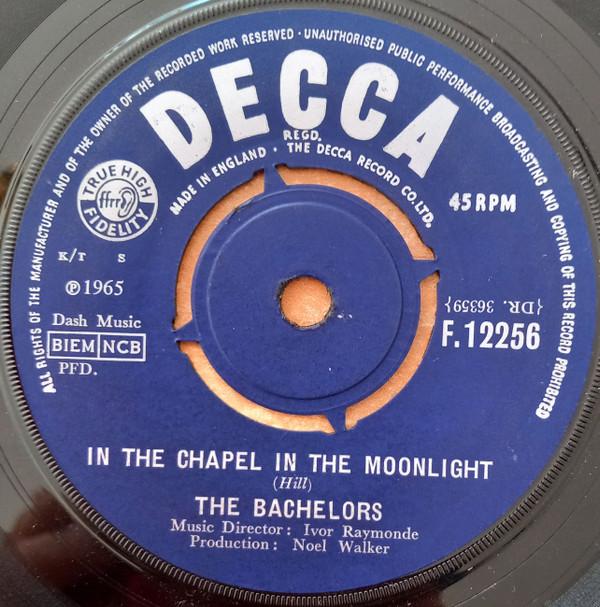 ALL RIGHTS OF THE MANUFACTURER AND OF THE OWNER OF THE RECORDED WORK RESERVED · UNAUTHORISED PUBLIC PERFORMANCE BROADCASTING AND COPYING OF THIS RECORD PROHIBITED
DECCA
REGD.
MADE IN ENGLAND · THE DECCA RECORD CO. LTD.
TRUE HIGH
ffrr
FIDELITY
45 RPM
K/T S
℗ 1965
{DR. 36359}
F.12256
Dash Music
BIEM NCB
PFD.
IN THE CHAPEL IN THE MOONLIGHT
(Hill)
THE BACHELORS
Music Director: Ivor Raymonde
Production: Noel Walker